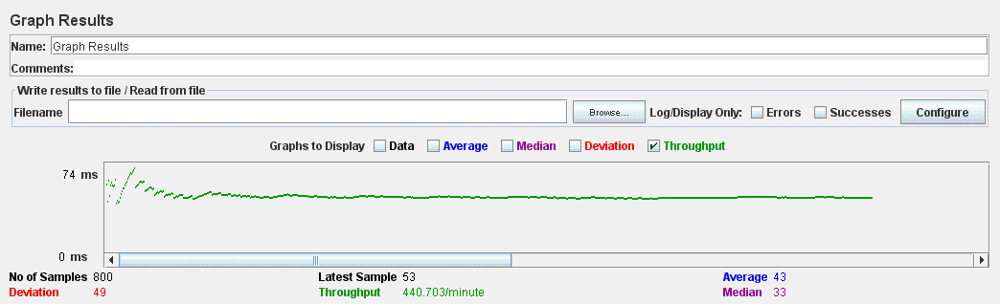 Graph Results
Name: Graph Results
Comments:
Write results to file / Read from file
Filename Browse... Log/Display Only: Errors Successes Configure
Graphs to Display Data Average Median Deviation Throughput
74 ms
0 ms
No of Samples 800 Latest Sample 53 Average 43
Deviation 49 Throughput 440.703/minute Median 33